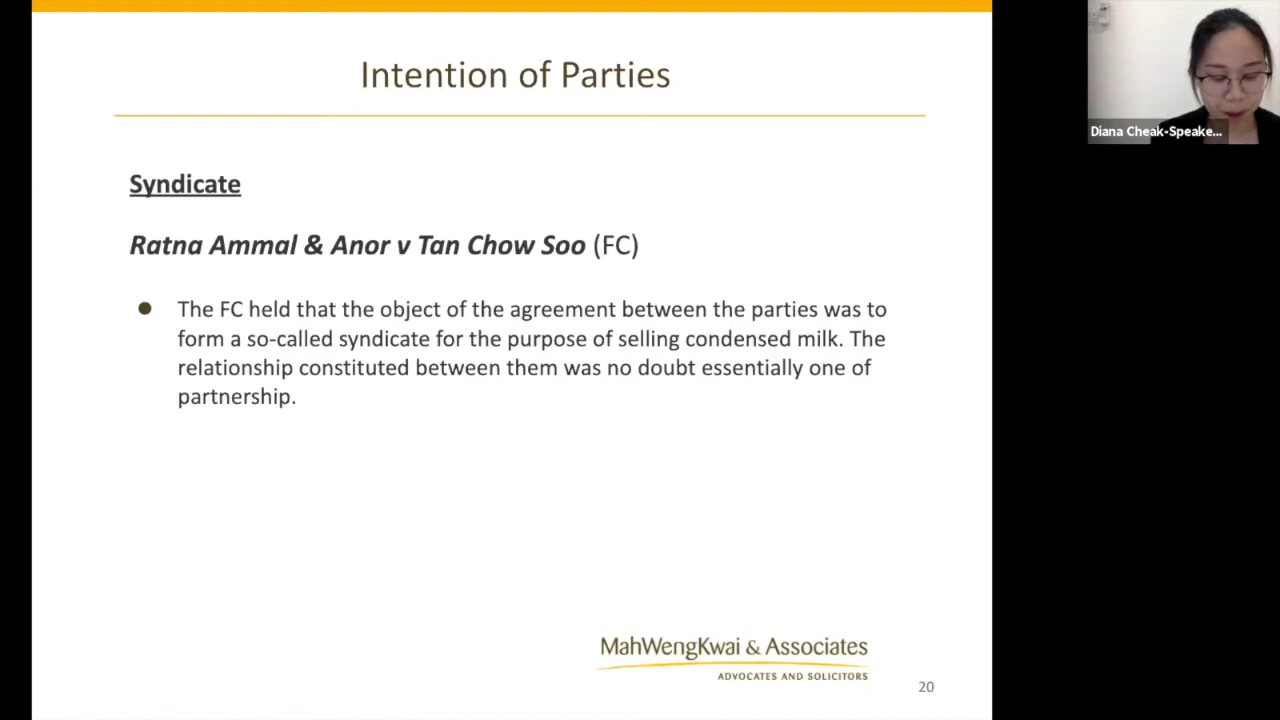 Intention of Parties
Diana Cheak-Speake...
Syndicate
Ratna Ammal & Anor v Tan Chow Soo (FC)
The FC held that the object of the agreement between the parties was to
form a so-called syndicate for the purpose of selling condensed milk. The
relationship constituted between them was no doubt essentially one of
partnership.
MahWengKwai & Associates
ADVOCATES AND SOLICITORS
20